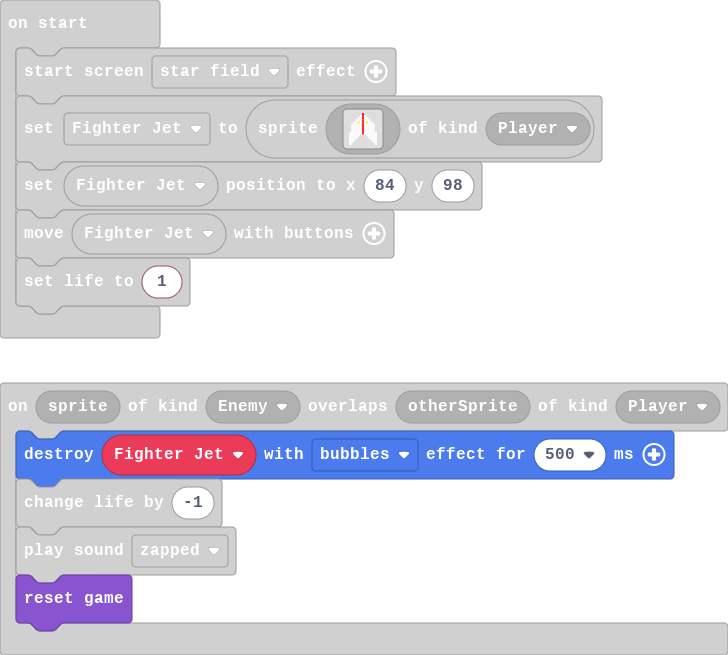 on start
start screen star field effect
set Fighter Jet to sprite of kind Player
set Fighter Jet position to x 84 y 98
move Fighter Jet with buttons
set life to 1
on sprite of kind Enemy overlaps otherSprite of kind Player
destroy Fighter Jet with bubbles effect for 500 ms
change life by -1
play sound zapped
reset game